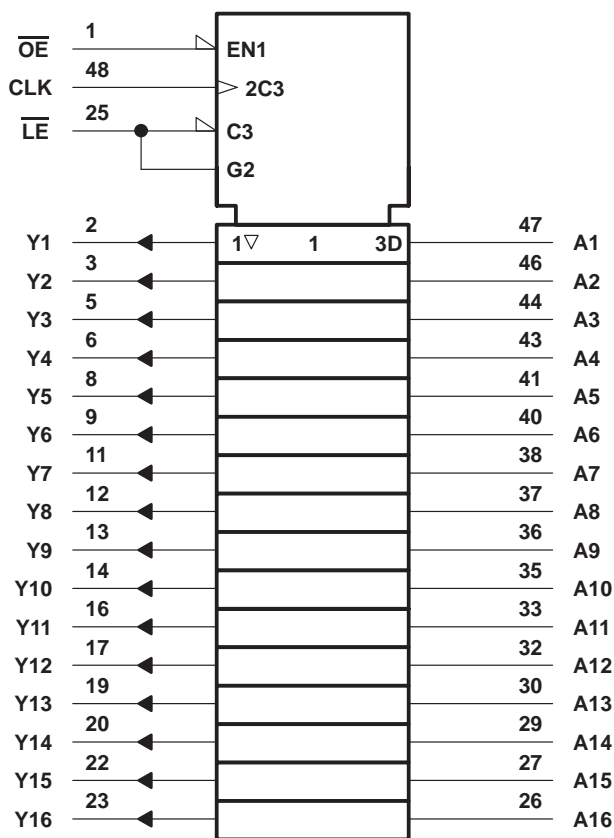 OE 1 EN1
CLK 48 2C3
LE 25 C3
G2
Y1 2 1▽ 1 3D 47 A1
Y2 3 46 A2
Y3 5 44 A3
Y4 6 43 A4
Y5 8 41 A5
Y6 9 40 A6
Y7 11 38 A7
Y8 12 37 A8
Y9 13 36 A9
Y10 14 35 A10
Y11 16 33 A11
Y12 17 32 A12
Y13 19 30 A13
Y14 20 29 A14
Y15 22 27 A15
Y16 23 26 A16